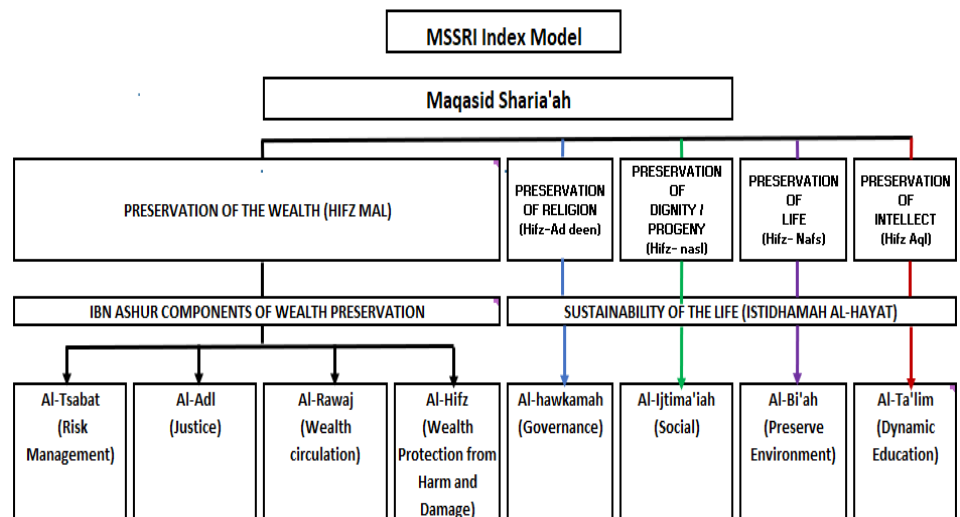 MSSRI Index Model
Maqasid Sharia'ah
PRESERVATION OF THE WEALTH (HIFZ MAL)
PRESERVATION
OF RELIGION
(Hifz-Ad deen)
PRESERVATION
OF
DIGNITY /
PROGENY
(Hifz- nasl)
PRESERVATION
OF
LIFE
(Hifz- Nafs)
PRESERVATION
OF
INTELLECT
(Hifz Aql)
IBN ASHUR COMPONENTS OF WEALTH PRESERVATION
SUSTAINABILITY OF THE LIFE (ISTIDHAMAH AL-HAYAT)
Al-Tsabat
(Risk
Management)
Al-Adl
(Justice)
Al-Rawaj
(Wealth
circulation)
Al-Hifz
(Wealth
Protection from
Harm and
Damage)
Al-hawkamah
(Governance)
Al-Ijtima'iah
(Social)
Al-Bi'ah
(Preserve
Environment)
Al-Ta'lim
(Dynamic
Education)